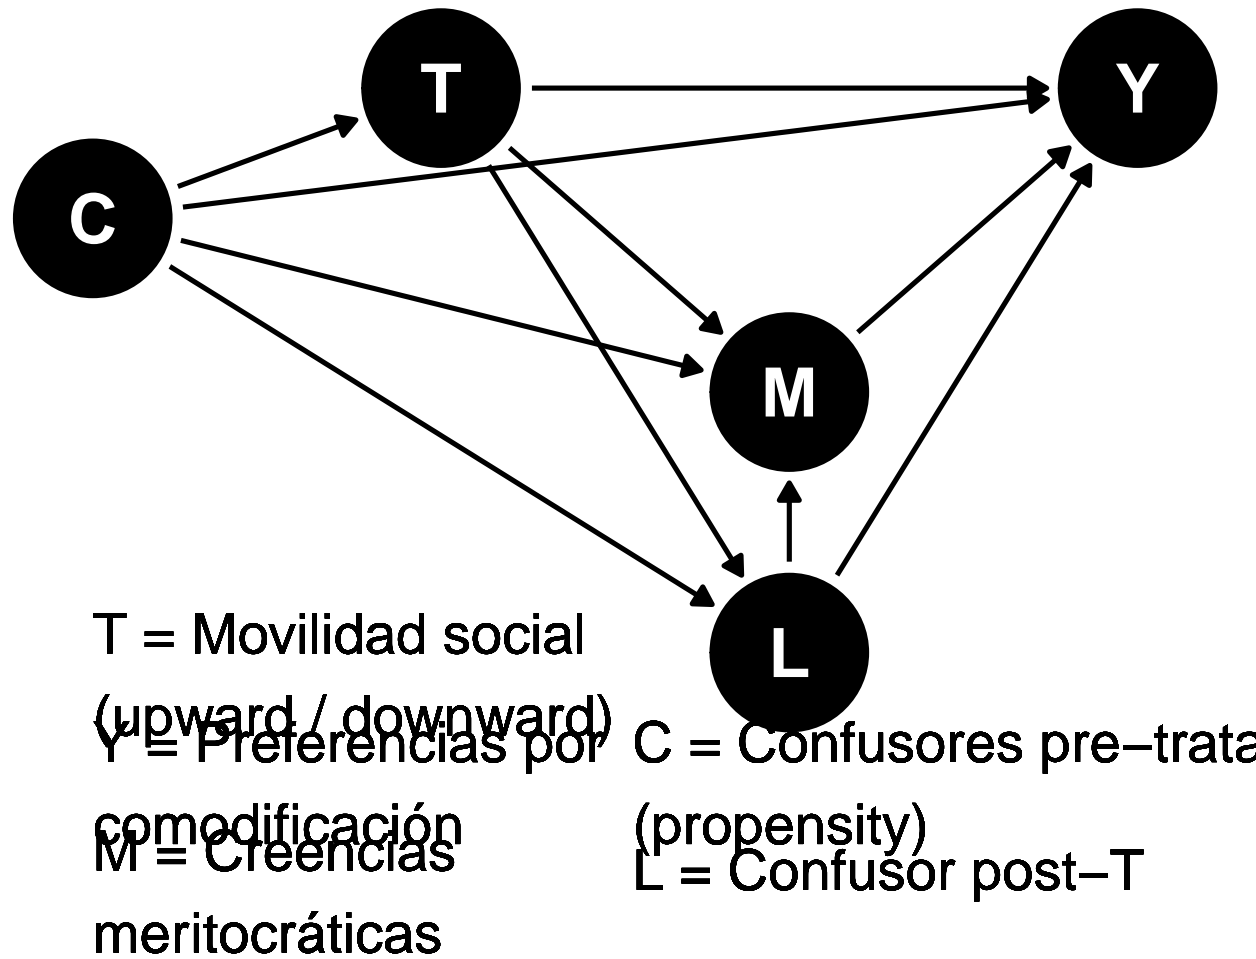 T
Y
C
M
L
T = Movilidad social
(upward / downward)
Y = Preferencias por
comodificación
M = Creencias
meritocráticas
C = Confusores pre–trata
(propensity)
L = Confusor post–T